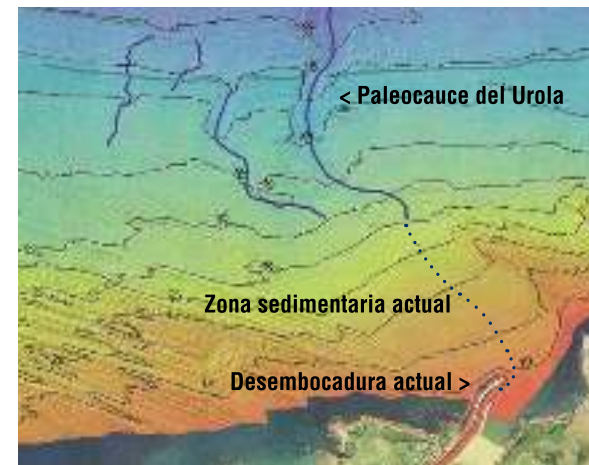 < Paleocauce del Urola
Zona sedimentaria actual
Desembocadura actual >